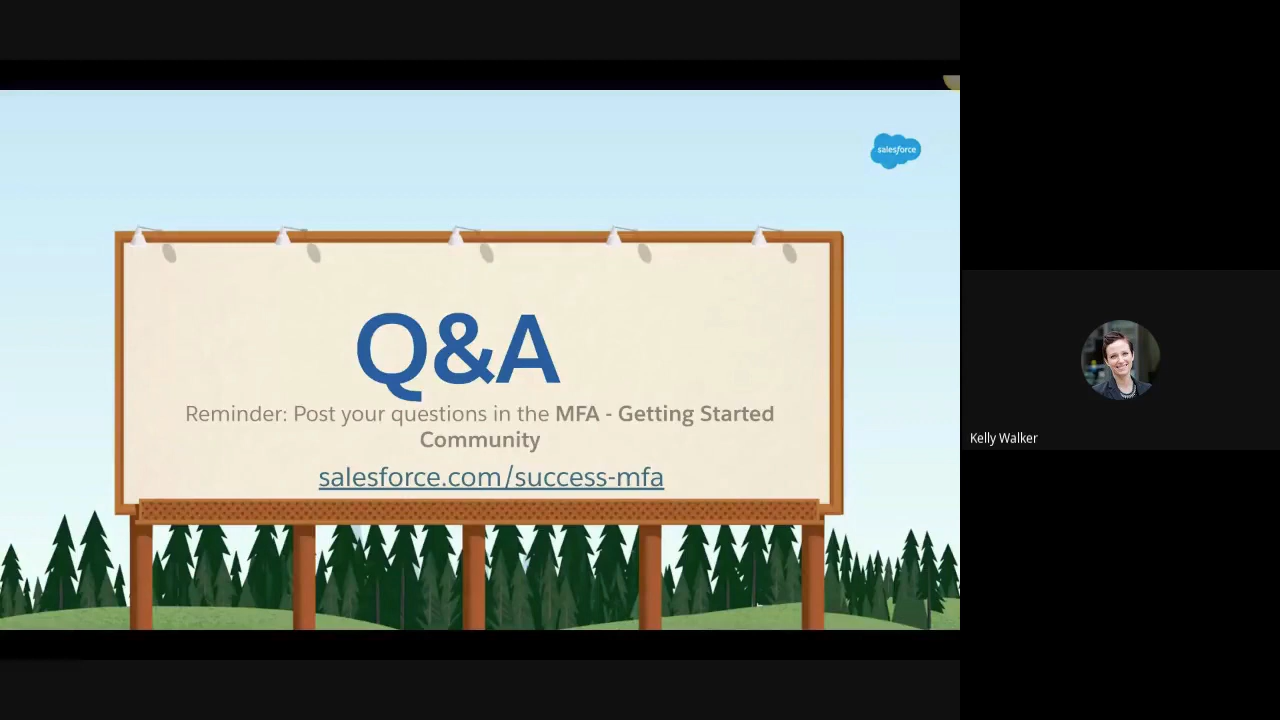 salesforce
Q&A
Reminder: Post your questions in the MFA - Getting Started
Community
salesforce.com/success-mfa
Kelly Walker